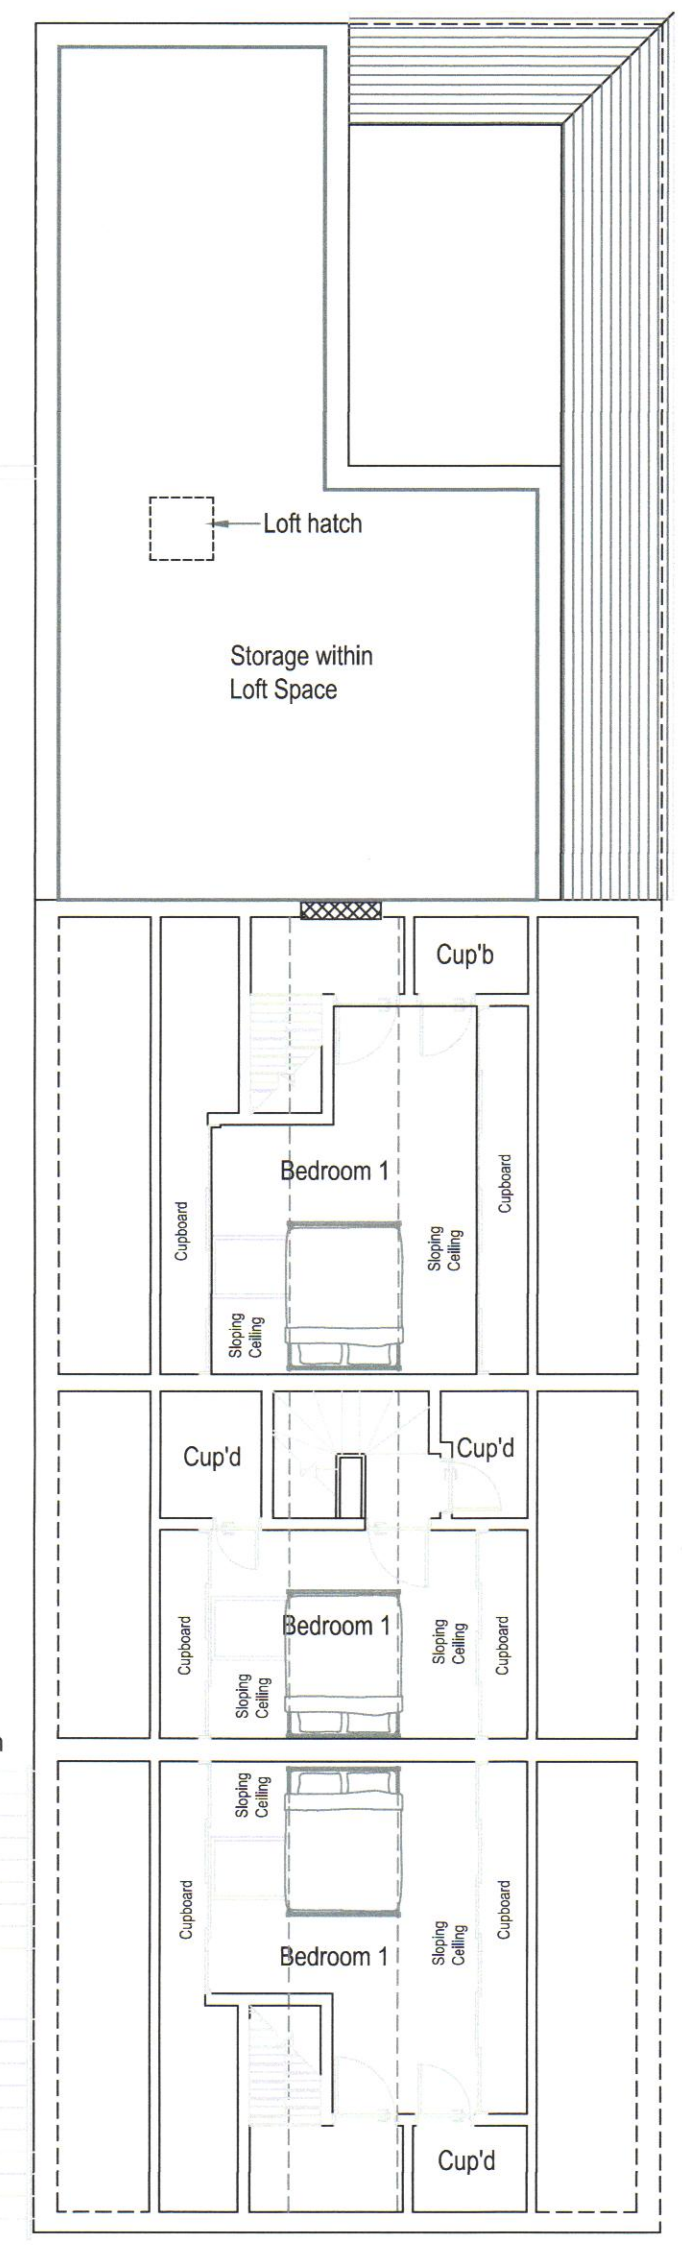 Loft hatch
Storage within
Loft Space
Cup'b
Bedroom 1
Cupboard
Cupboard
Sloping
Ceiling
Sloping
Ceiling
Cup'd
Cup'd
Bedroom 1
Cupboard
Sloping
Ceiling
Cupboard
Sloping
Ceiling
Sloping
Ceiling
Cupboard
Cupboard
Sloping
Ceiling
Bedroom 1
Cup'd